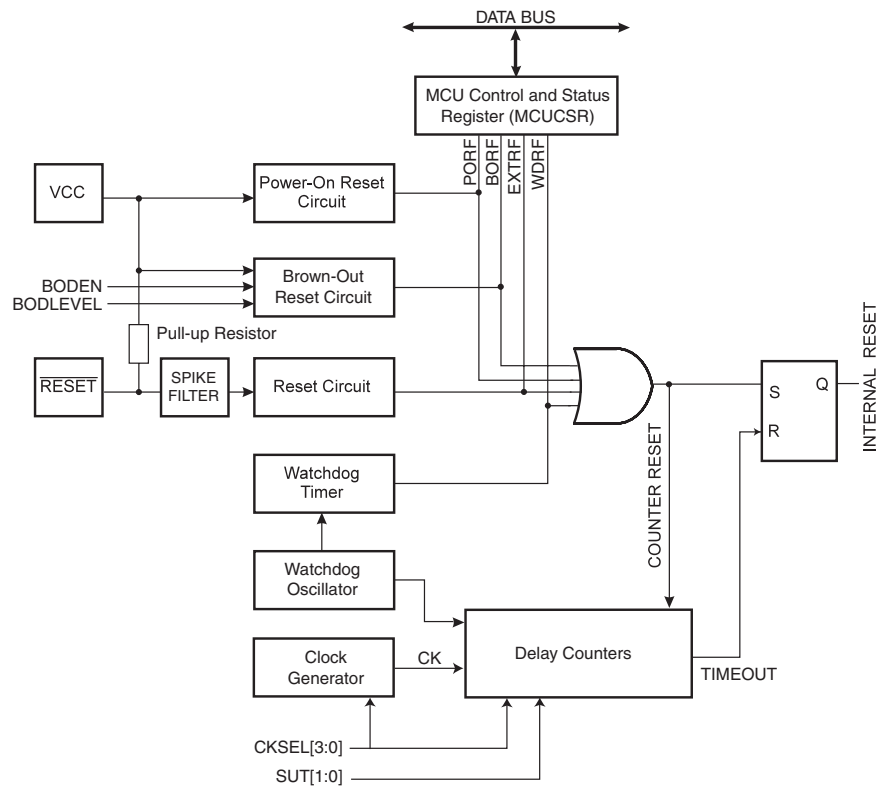 DATA BUS
MCU Control and Status
Register (MCUCSR)
PORF
BORF
EXTRF
WDRF
VCC
Power-On Reset
Circuit
BODEN
BODLEVEL
Brown-Out
Reset Circuit
Pull-up Resistor
RESET
SPIKE
FILTER
Reset Circuit
S
Q
R
INTERNAL RESET
Watchdog
Timer
COUNTER RESET
Watchdog
Oscillator
Clock
Generator
CK
Delay Counters
TIMEOUT
CKSEL[3:0]
SUT[1:0]